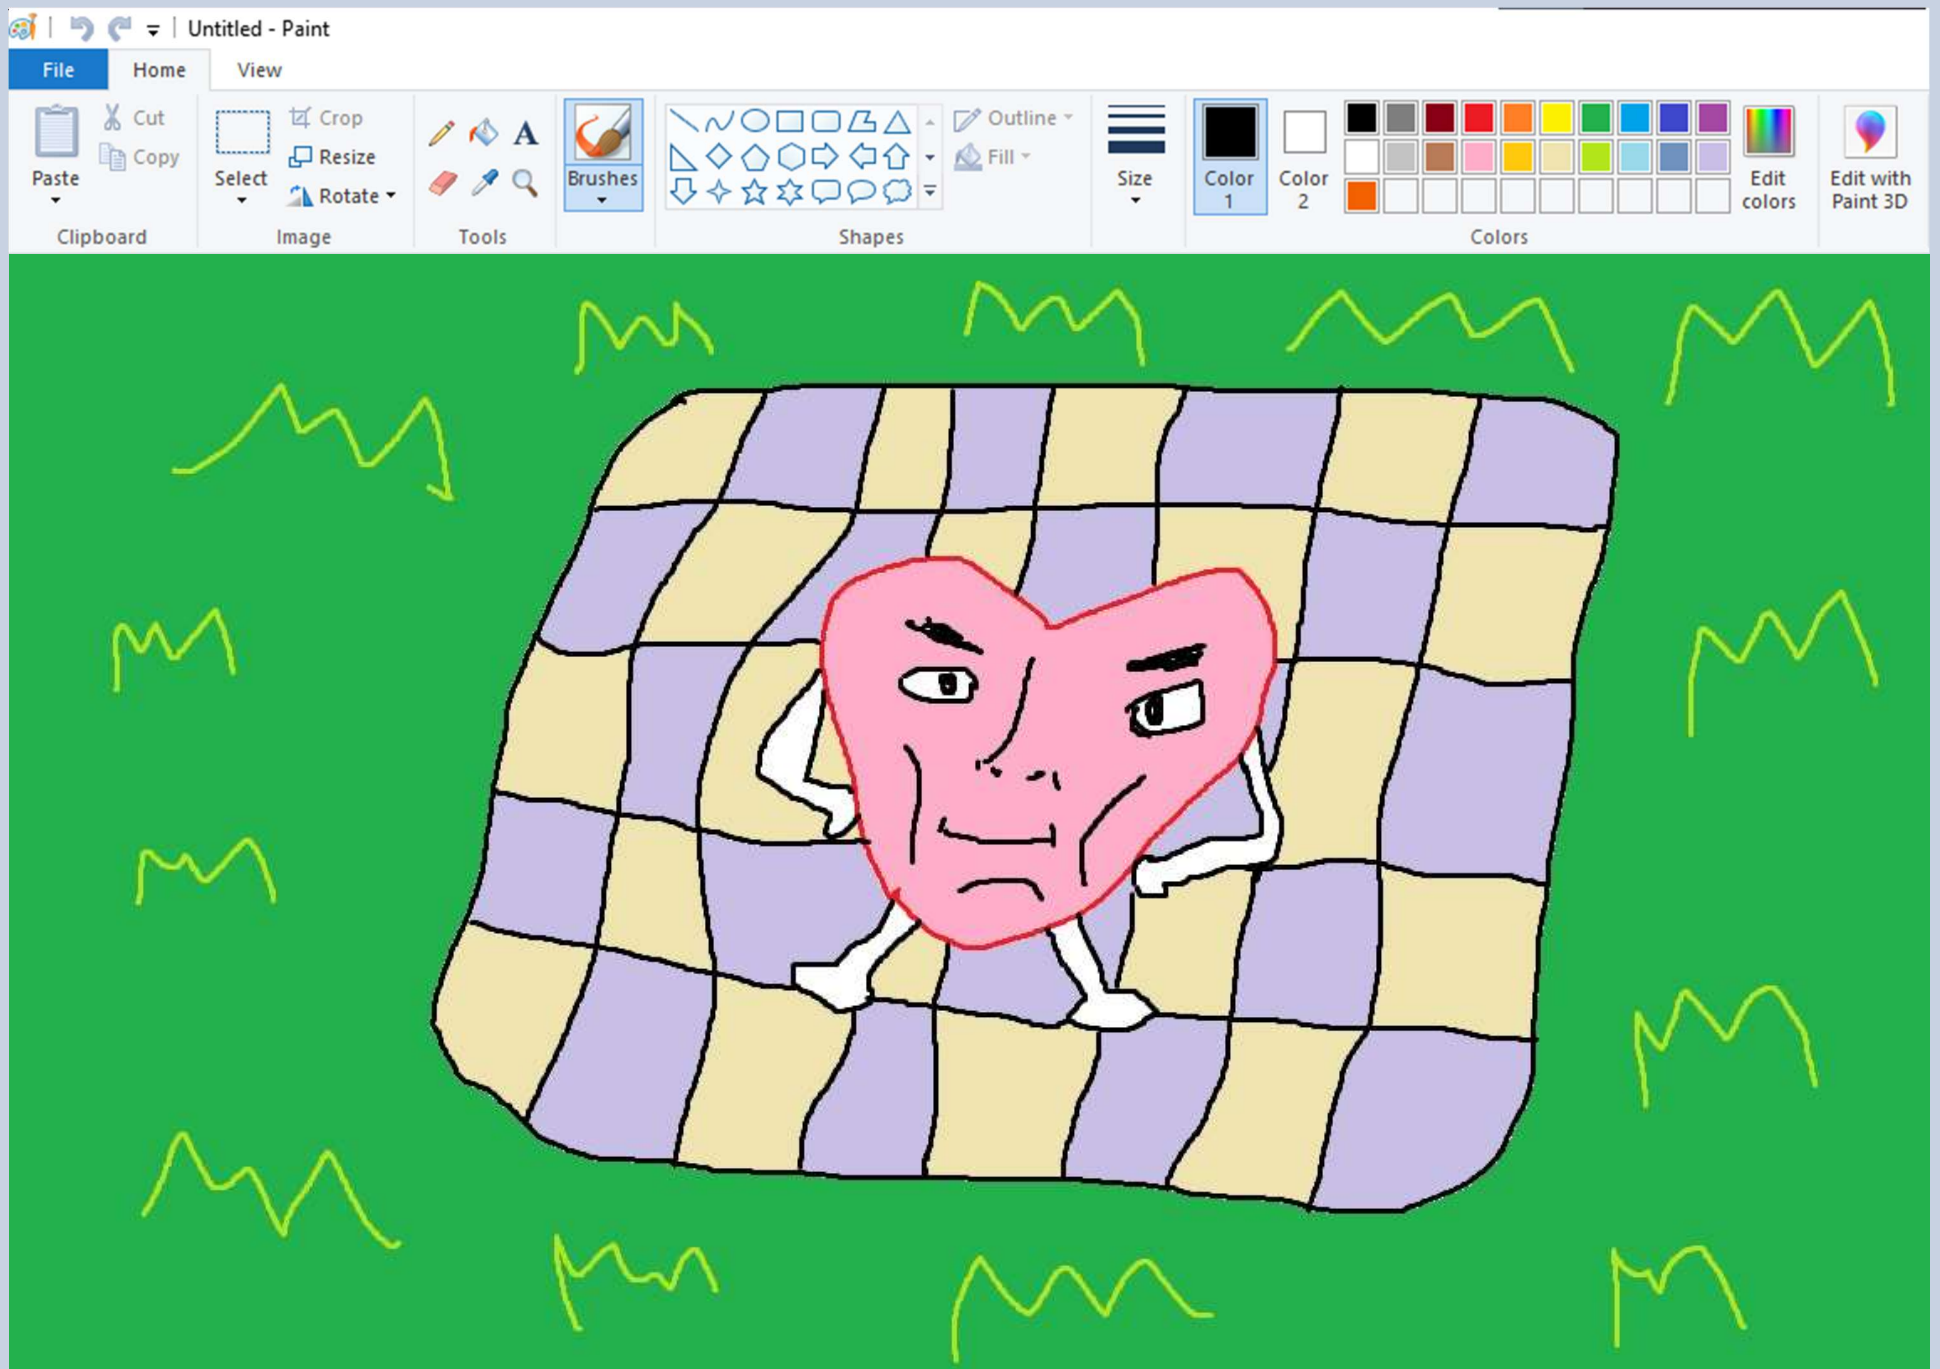 Untitled - Paint
File Home View
Paste
Cut
Copy
Clipboard
Select
Crop
Resize
Rotate
Image
A
Tools
Brushes
Shapes
Outline
Fill
Size
Color 1
Color 2
Edit colors
Colors
Edit with Paint 3D